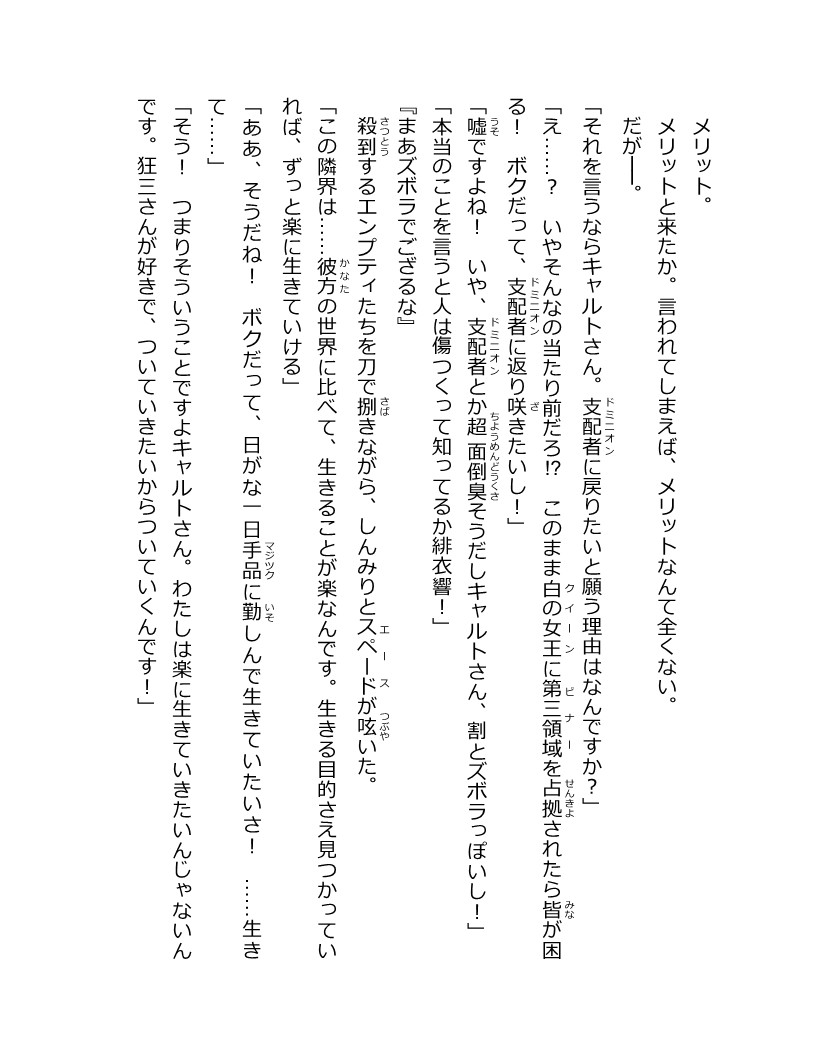 メリット。
メリットと来たか。言われてしまえば、メリットなんて全くない。
だが──。
「それを言うならキャルトさん。支配者に戻りたいと願う理由はなんですか？」
「え……？　いやそんなの当たり前だろ!?　このまま白の女王に第三領域を占拠されたら皆が困
る！　ボクだって、支配者に返り咲きたいし！」
「嘘ですよね！　いや、支配者とか超面倒臭そうだしキャルトさん、割とズボラっぽいし！」
「本当のことを言うと人は傷つくって知ってるか緋衣響！」
『まあズボラでござるな』
殺到するエンプティたちを刀で捌きながら、しんみりとスペードが呟いた。
「この隣界は……彼方の世界に比べて、生きることが楽なんです。生きる目的さえ見つかってい
れば、ずっと楽に生きていける」
「ああ、そうだね！　ボクだって、日がな一日手品に勤しんで生きていたいさ！　……生き
て……」
「そう！　つまりそういうことですよキャルトさん。わたしは楽に生きていきたいんじゃないん
です。狂三さんが好きで、ついていきたいからついていくんです！」